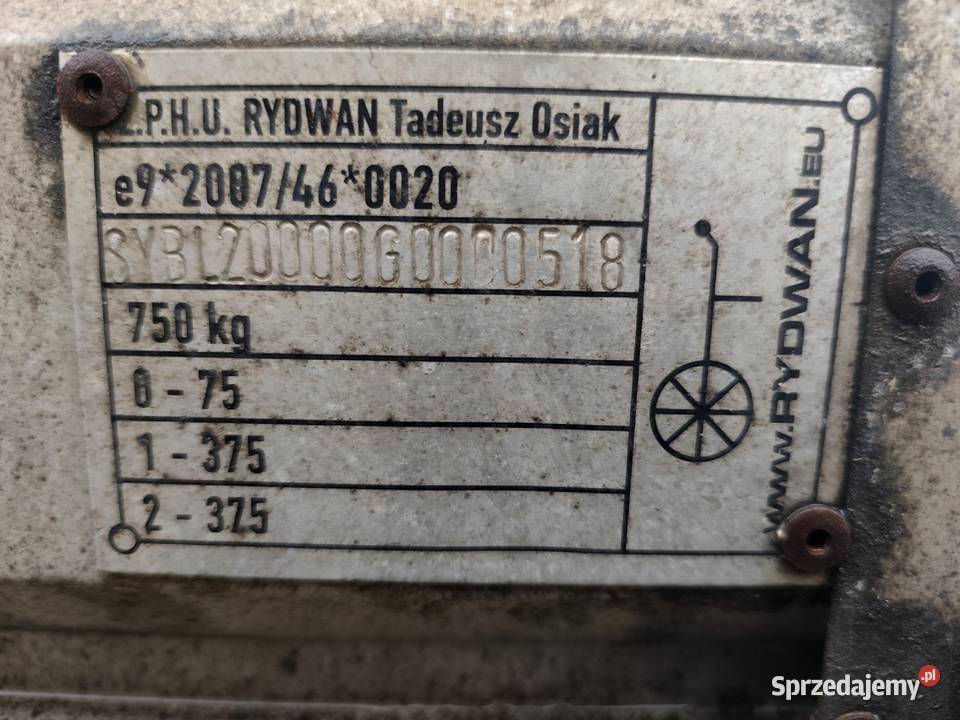 Z.P.H.U. RYDWAN Tadeusz Osiak
e9*2007/46*0020
SYBL20000G0000518
750 kg
0 - 75
1 - 375
2 - 375
WWW.RYDWAN.EU
Sprzedajemy.pl